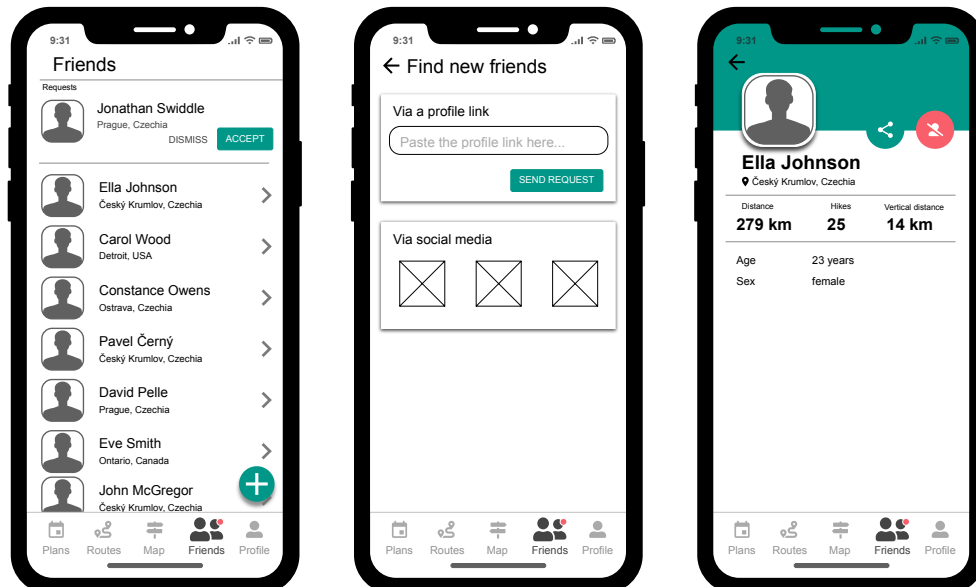 9:31
Friends
Requests
Jonathan Swiddle
Prague, Czechia
DISMISS ACCEPT
Ella Johnson
Český Krumlov, Czechia
Carol Wood
Detroit, USA
Constance Owens
Ostrava, Czechia
Pavel Černý
Český Krumlov, Czechia
David Pelle
Prague, Czechia
Eve Smith
Ontario, Canada
John McGregor
Český Krumlov, Czechia
Plans Routes Map Friends Profile
9:31
Find new friends
Via a profile link
Paste the profile link here...
SEND REQUEST
Via social media
Plans Routes Map Friends Profile
9:31
Ella Johnson
Český Krumlov, Czechia
Distance Hikes Vertical distance
279 km 25 14 km
Age 23 years
Sex female
Plans Routes Map Friends Profile